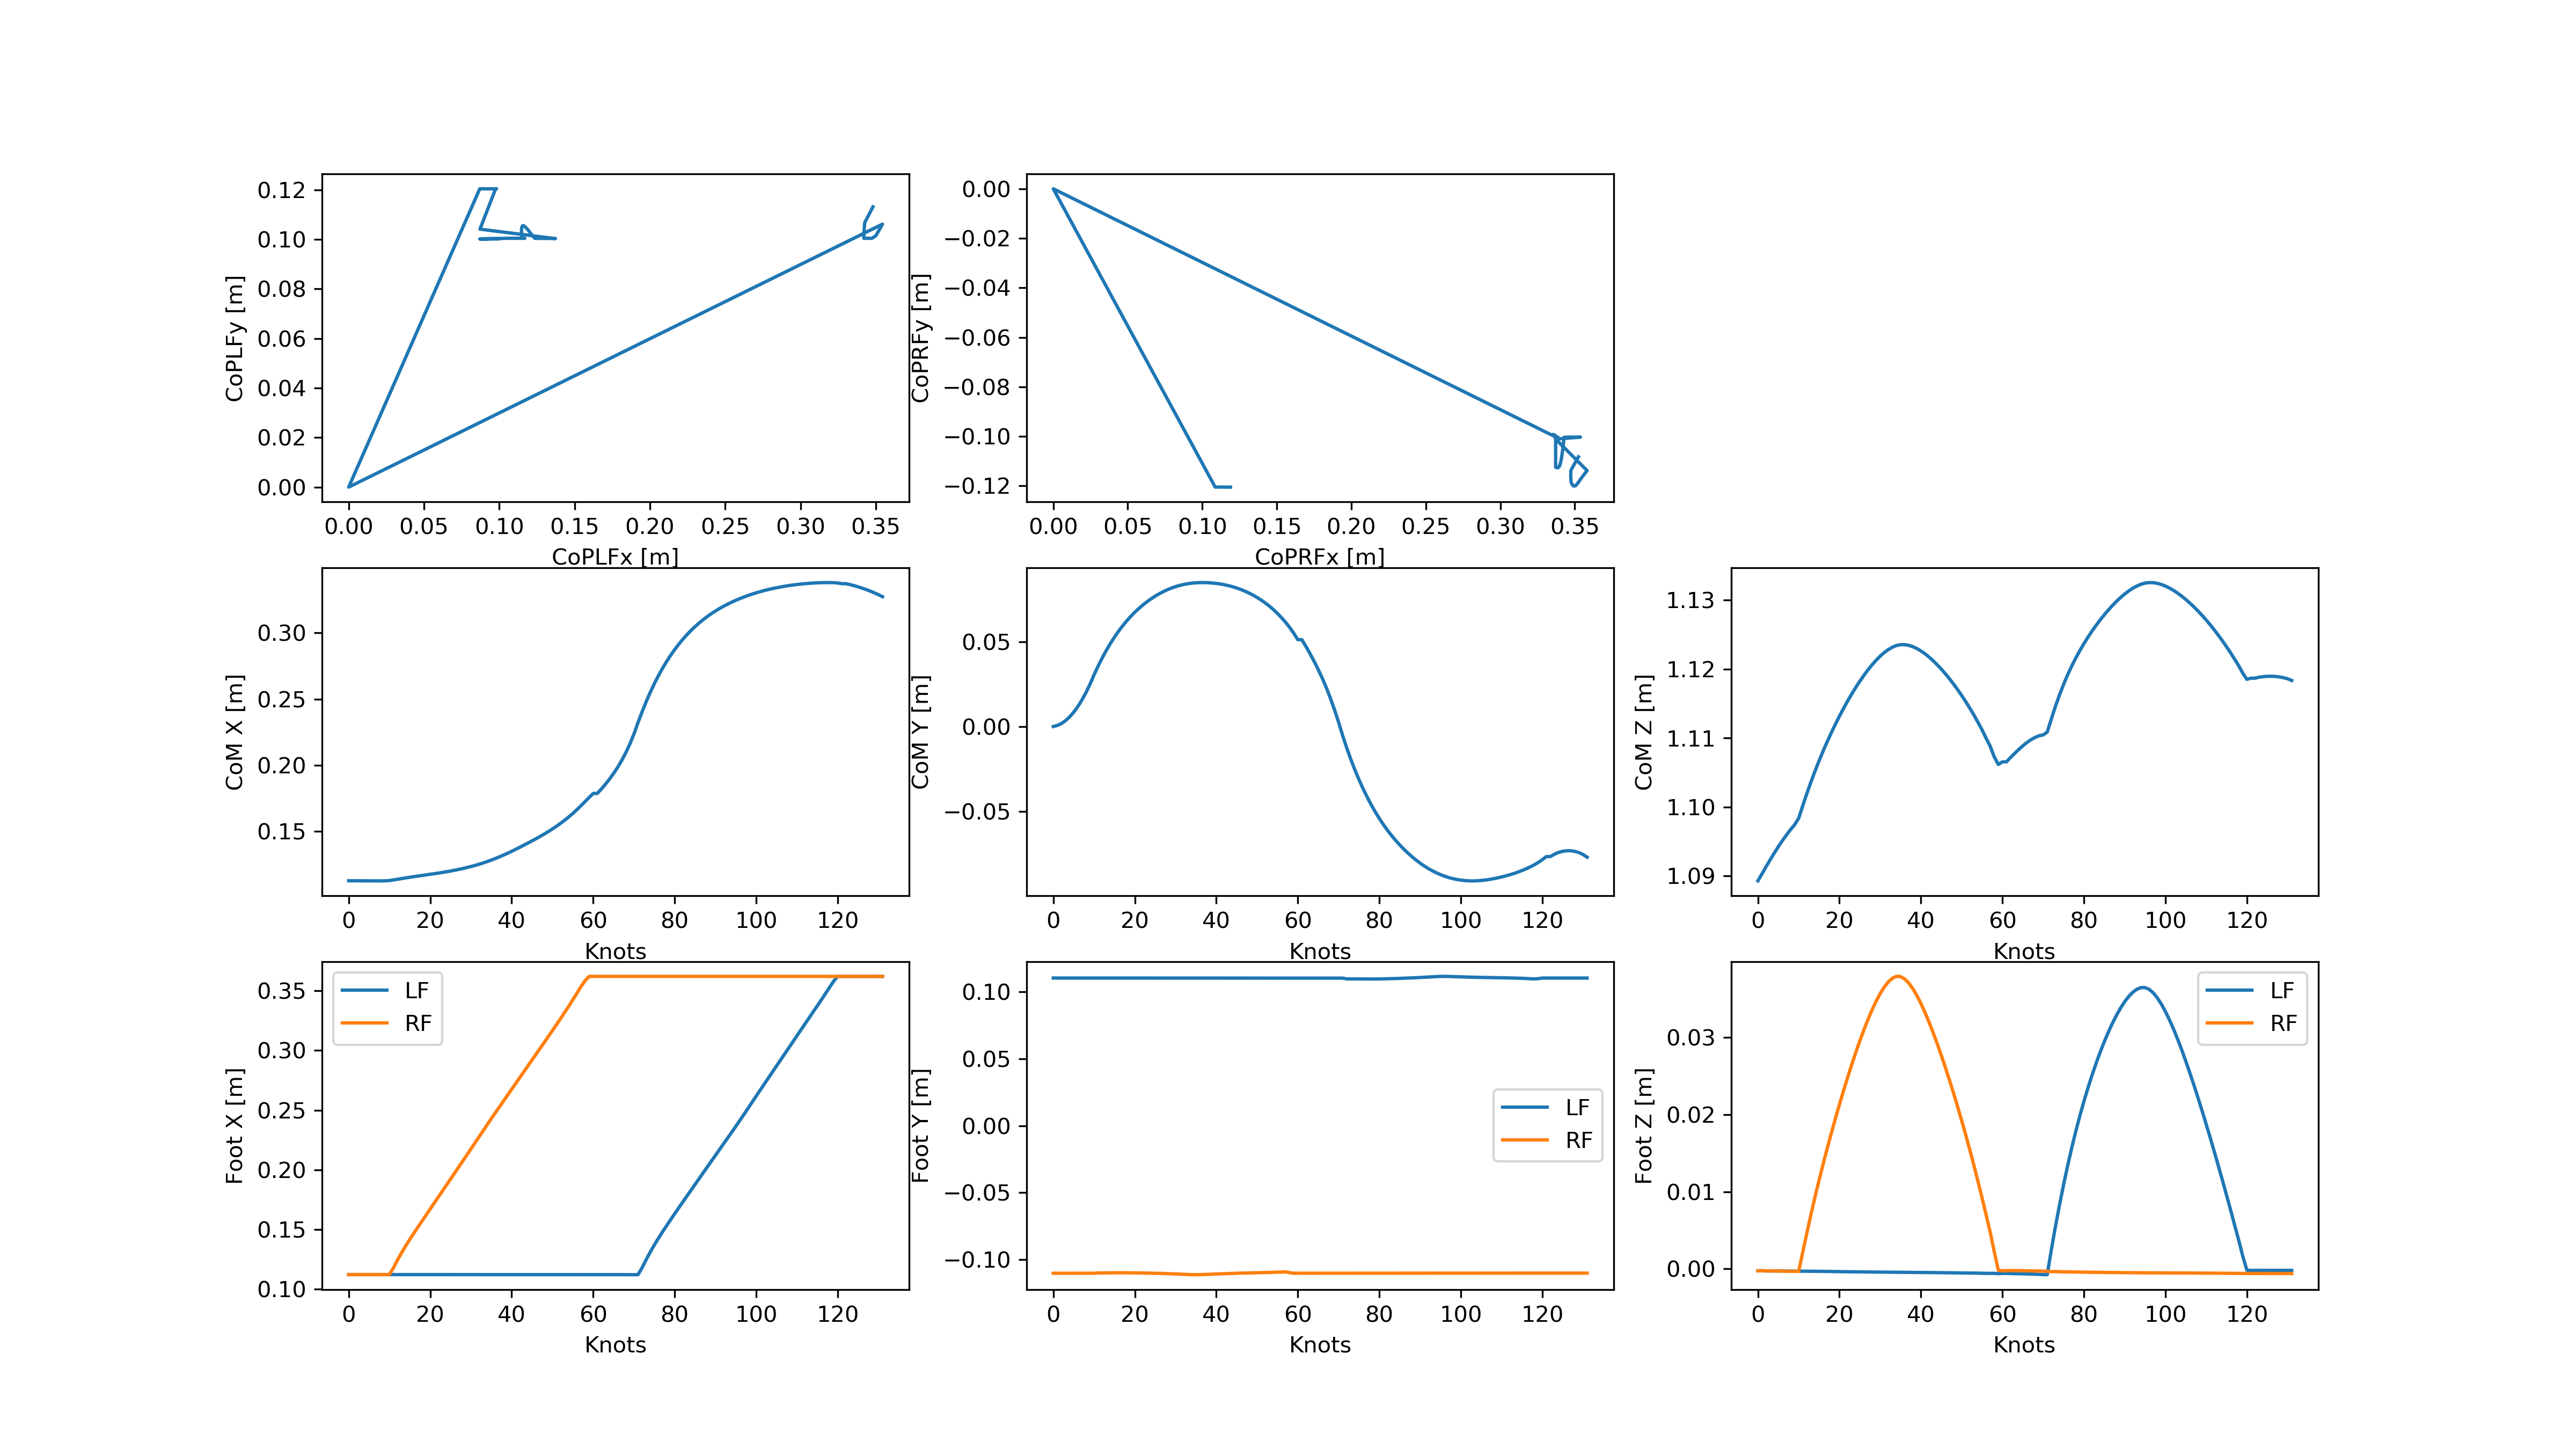 0.12
0.10
0.08
0.06
0.04
0.02
0.00
CoPLFy [m]
0.00 0.05 0.10 0.15 0.20 0.25 0.30 0.35
CoPLFx [m]
0.00
−0.02
−0.04
−0.06
−0.08
−0.10
−0.12
CoPRFy [m]
0.00 0.05 0.10 0.15 0.20 0.25 0.30 0.35
CoPRFx [m]
0.30
0.25
0.20
0.15
CoM X [m]
0 20 40 60 80 100 120
Knots
0.05
0.00
−0.05
CoM Y [m]
0 20 40 60 80 100 120
Knots
1.13
1.12
1.11
1.10
1.09
CoM Z [m]
0 20 40 60 80 100 120
Knots
0.35
0.30
0.25
0.20
0.15
0.10
Foot X [m]
LF
RF
0 20 40 60 80 100 120
Knots
0.10
0.05
0.00
−0.05
−0.10
Foot Y [m]
LF
RF
0 20 40 60 80 100 120
Knots
0.03
0.02
0.01
0.00
Foot Z [m]
LF
RF
0 20 40 60 80 100 120
Knots